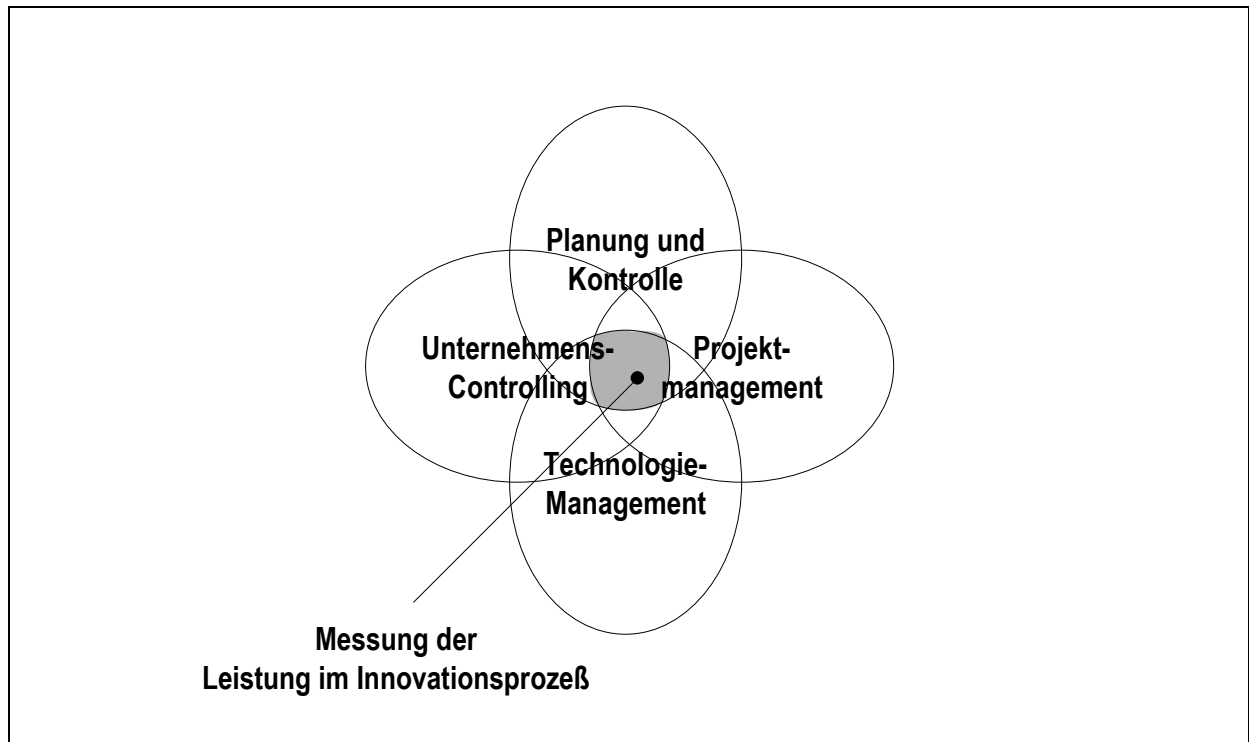 Planung und
Kontrolle
Unternehmens-
Controlling
Projekt-
management
Technologie-
Management
Messung der
Leistung im Innovationsprozeß